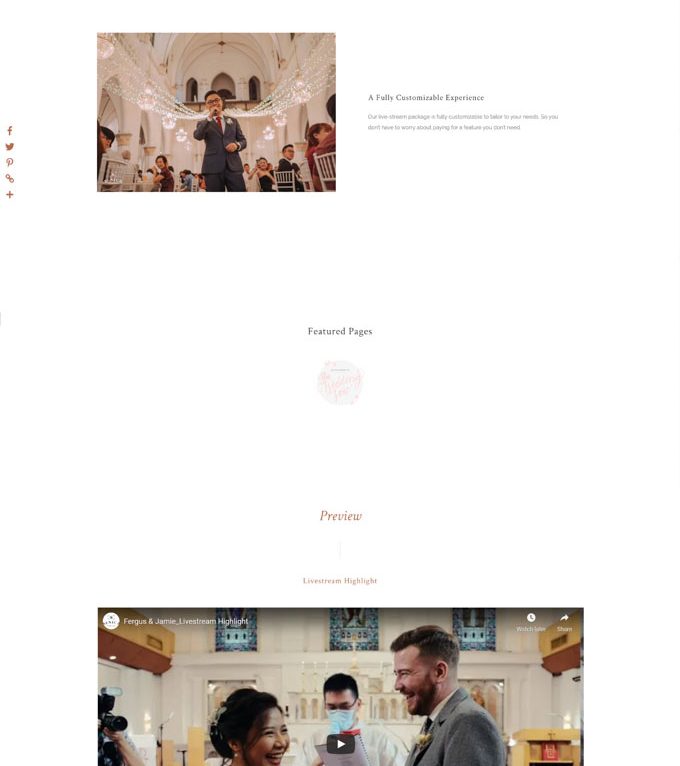 A Fully Customizable Experience
Our live-stream package is fully customizable to tailor to your needs. So you
don't have to worry about paying for a feature you don't need.
Featured Pages
Wedding
Preview
Livestream Highlight
Fergus & Jamie_Livestream Highlight
Watch later
Share